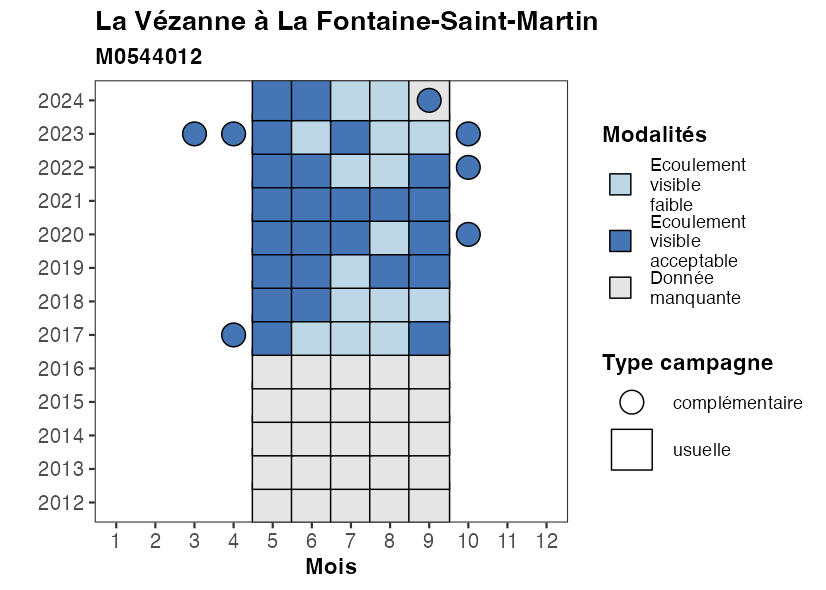 La Vézanne à La Fontaine-Saint-Martin
M0544012
2024
2023
2022
2021
2020
2019
2018
2017
2016
2015
2014
2013
2012
1 2 3 4 5 6 7 8 9 10 11 12
Mois
Modalités
Ecoulement
visible
faible
Ecoulement
visible
acceptable
Donnée
manquante
Type campagne
complémentaire
usuelle